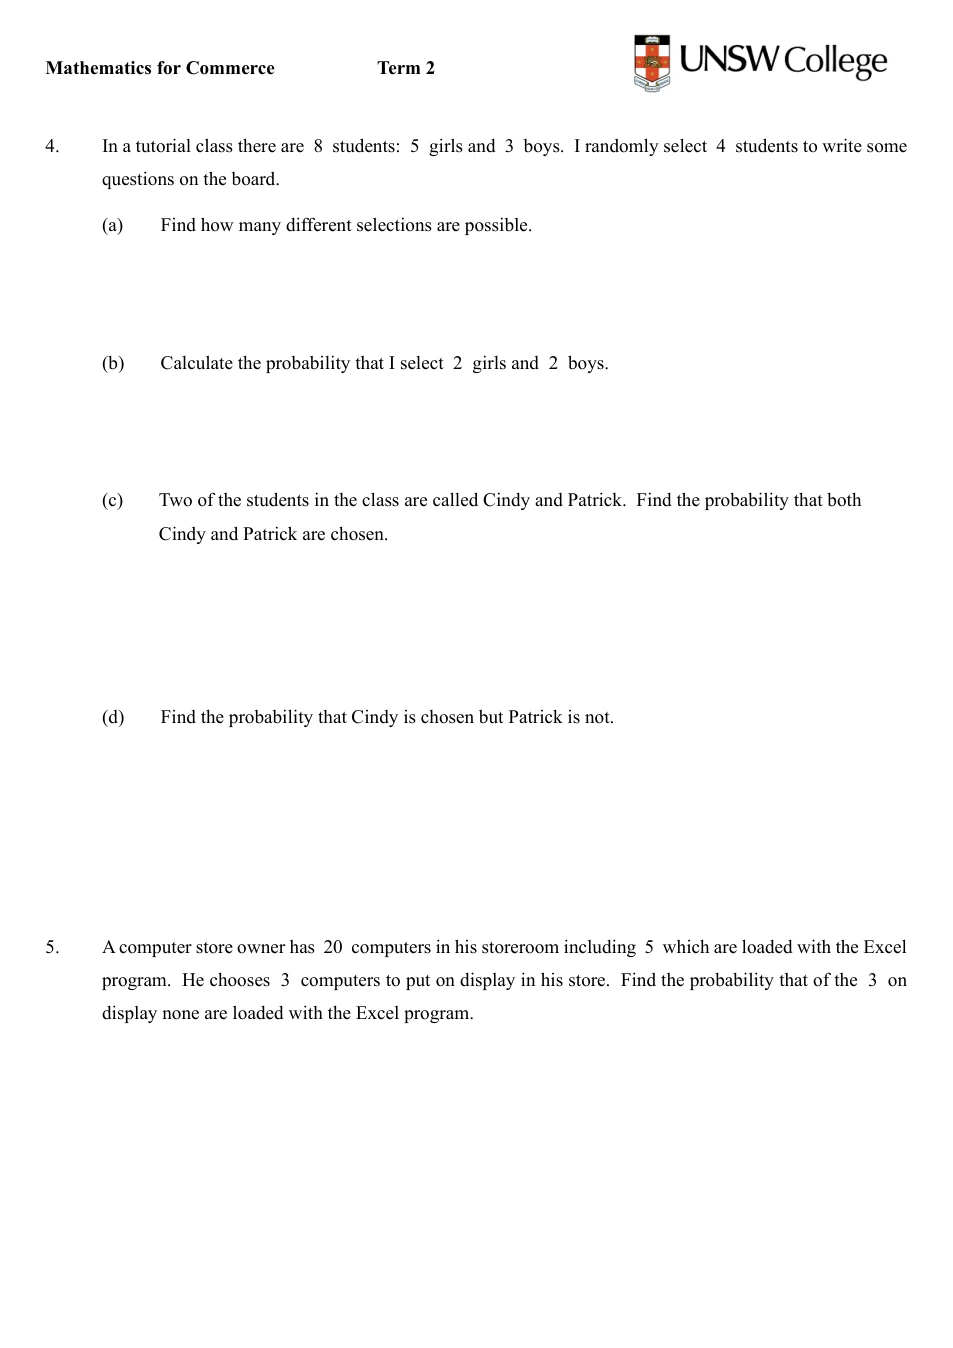 Mathematics for Commerce Term 2
UNSW College
4. In a tutorial class there are 8 students: 5 girls and 3 boys. I randomly select 4 students to write some
questions on the board.
(a) Find how many different selections are possible.
(b) Calculate the probability that I select 2 girls and 2 boys.
(c) Two of the students in the class are called Cindy and Patrick. Find the probability that both
Cindy and Patrick are chosen.
(d) Find the probability that Cindy is chosen but Patrick is not.
5. A computer store owner has 20 computers in his storeroom including 5 which are loaded with the Excel
program. He chooses 3 computers to put on display in his store. Find the probability that of the 3 on
display none are loaded with the Excel program.